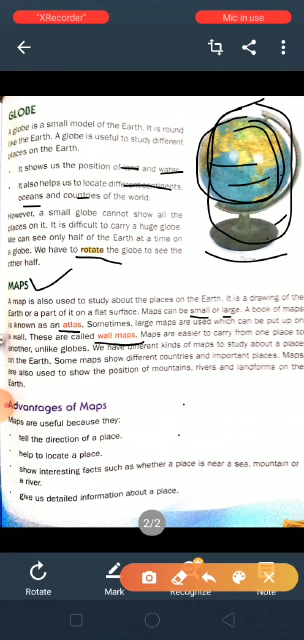 "XRecorder"
Mic in use
GLOBE
A globe is a small model of the Earth. It is round
like the Earth. A globe is useful to study different
places on the Earth.
It shows us the position of land and water.
It also helps us to locate different continents,
oceans and countries of the world.
However, a small globe cannot show all the
places on it. It is difficult to carry a huge globe.
We can see only half of the Earth at a time on
a globe. We have to rotate the globe to see the
other half.
MAPS
A map is also used to study about the places on the Earth. It is a drawing of the
Earth or a part of it on a flat surface. Maps can be small or large. A book of maps
is known as an atlas. Sometimes, large maps are used which can be put up on
a wall. These are called wall maps. Maps are easier to carry from one place to
another, unlike globes. We have different kinds of maps to study about a place
on the Earth. Some maps show different countries and important places. Maps
are also used to show the position of mountains, rivers and landforms on the
Earth.
Advantages of Maps
Maps are useful because they:
tell the direction of a place.
help to locate a place.
show interesting facts such as whether a place is near a sea, mountain or
a river.
give us detailed information about a place.
2/2
Rotate
Mark
Recognize
Note